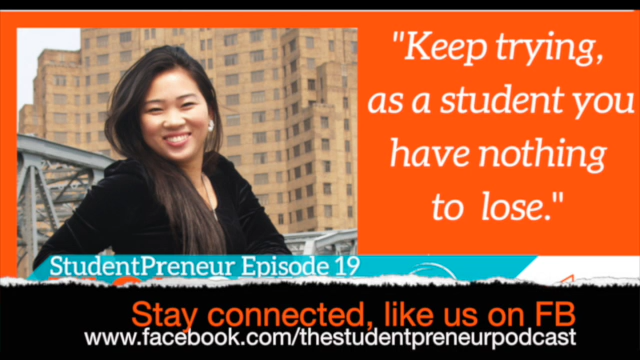 "Keep trying,
as a student you
have nothing
to lose."
StudentPreneur Episode 19
Stay connected, like us on FB
www.facebook.com/thestudentpreneurpodcast